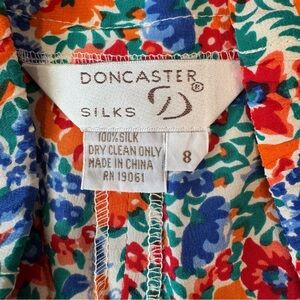 DONCASTER
SILKS D®
100% SILK
DRY CLEAN ONLY
MADE IN CHINA
RN 19061
8